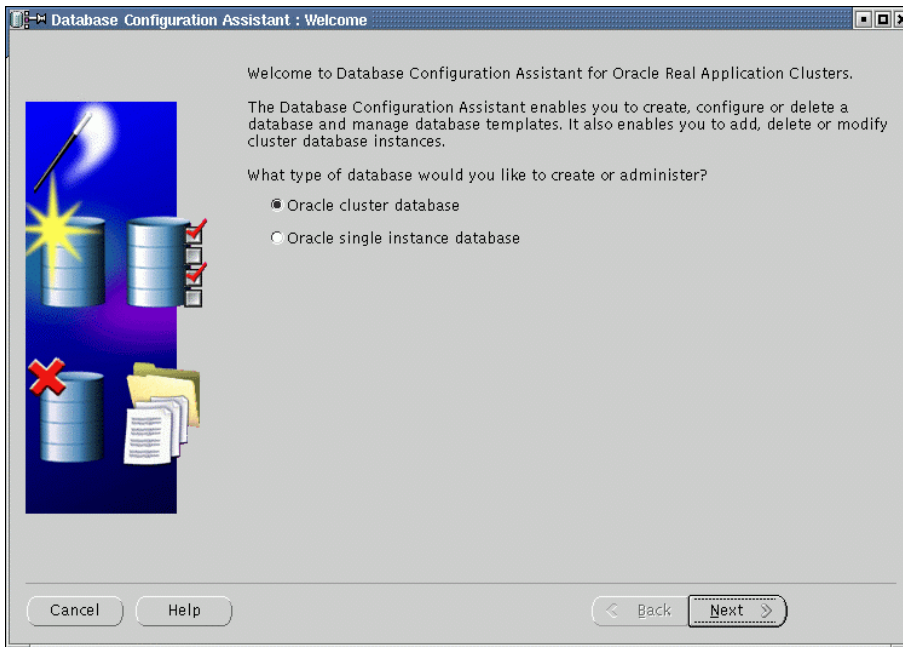 Database Configuration Assistant : Welcome
Welcome to Database Configuration Assistant for Oracle Real Application Clusters.
The Database Configuration Assistant enables you to create, configure or delete a
database and manage database templates. It also enables you to add, delete or modify
cluster database instances.
What type of database would you like to create or administer?
Oracle cluster database
Oracle single instance database
Cancel
Help
Back
Next